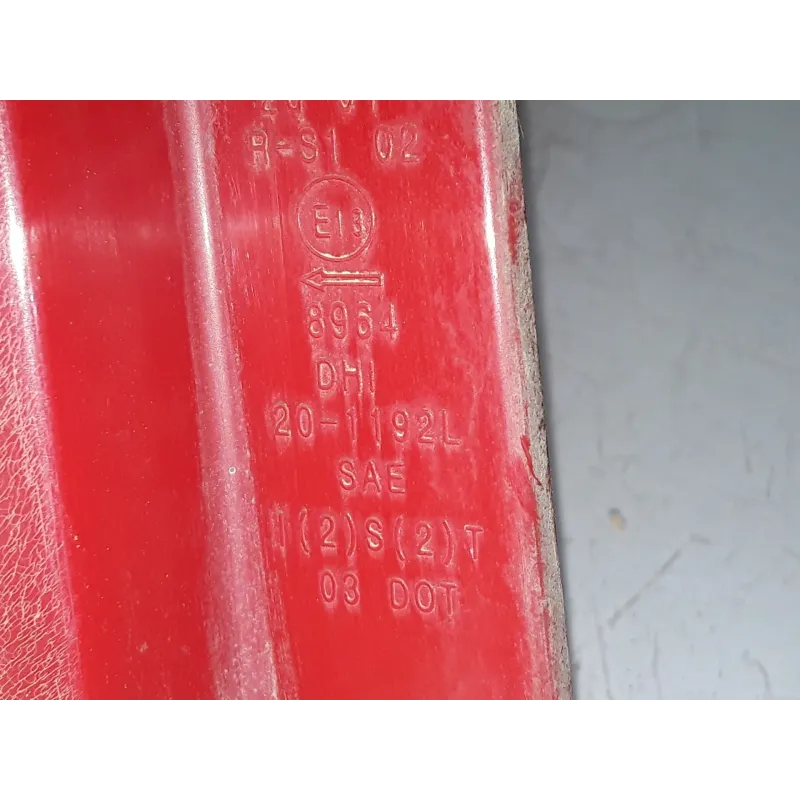 R-S1 02
E13
8964
DHI
20-1192L
SAE
I(2)S(2)T
03 DOT